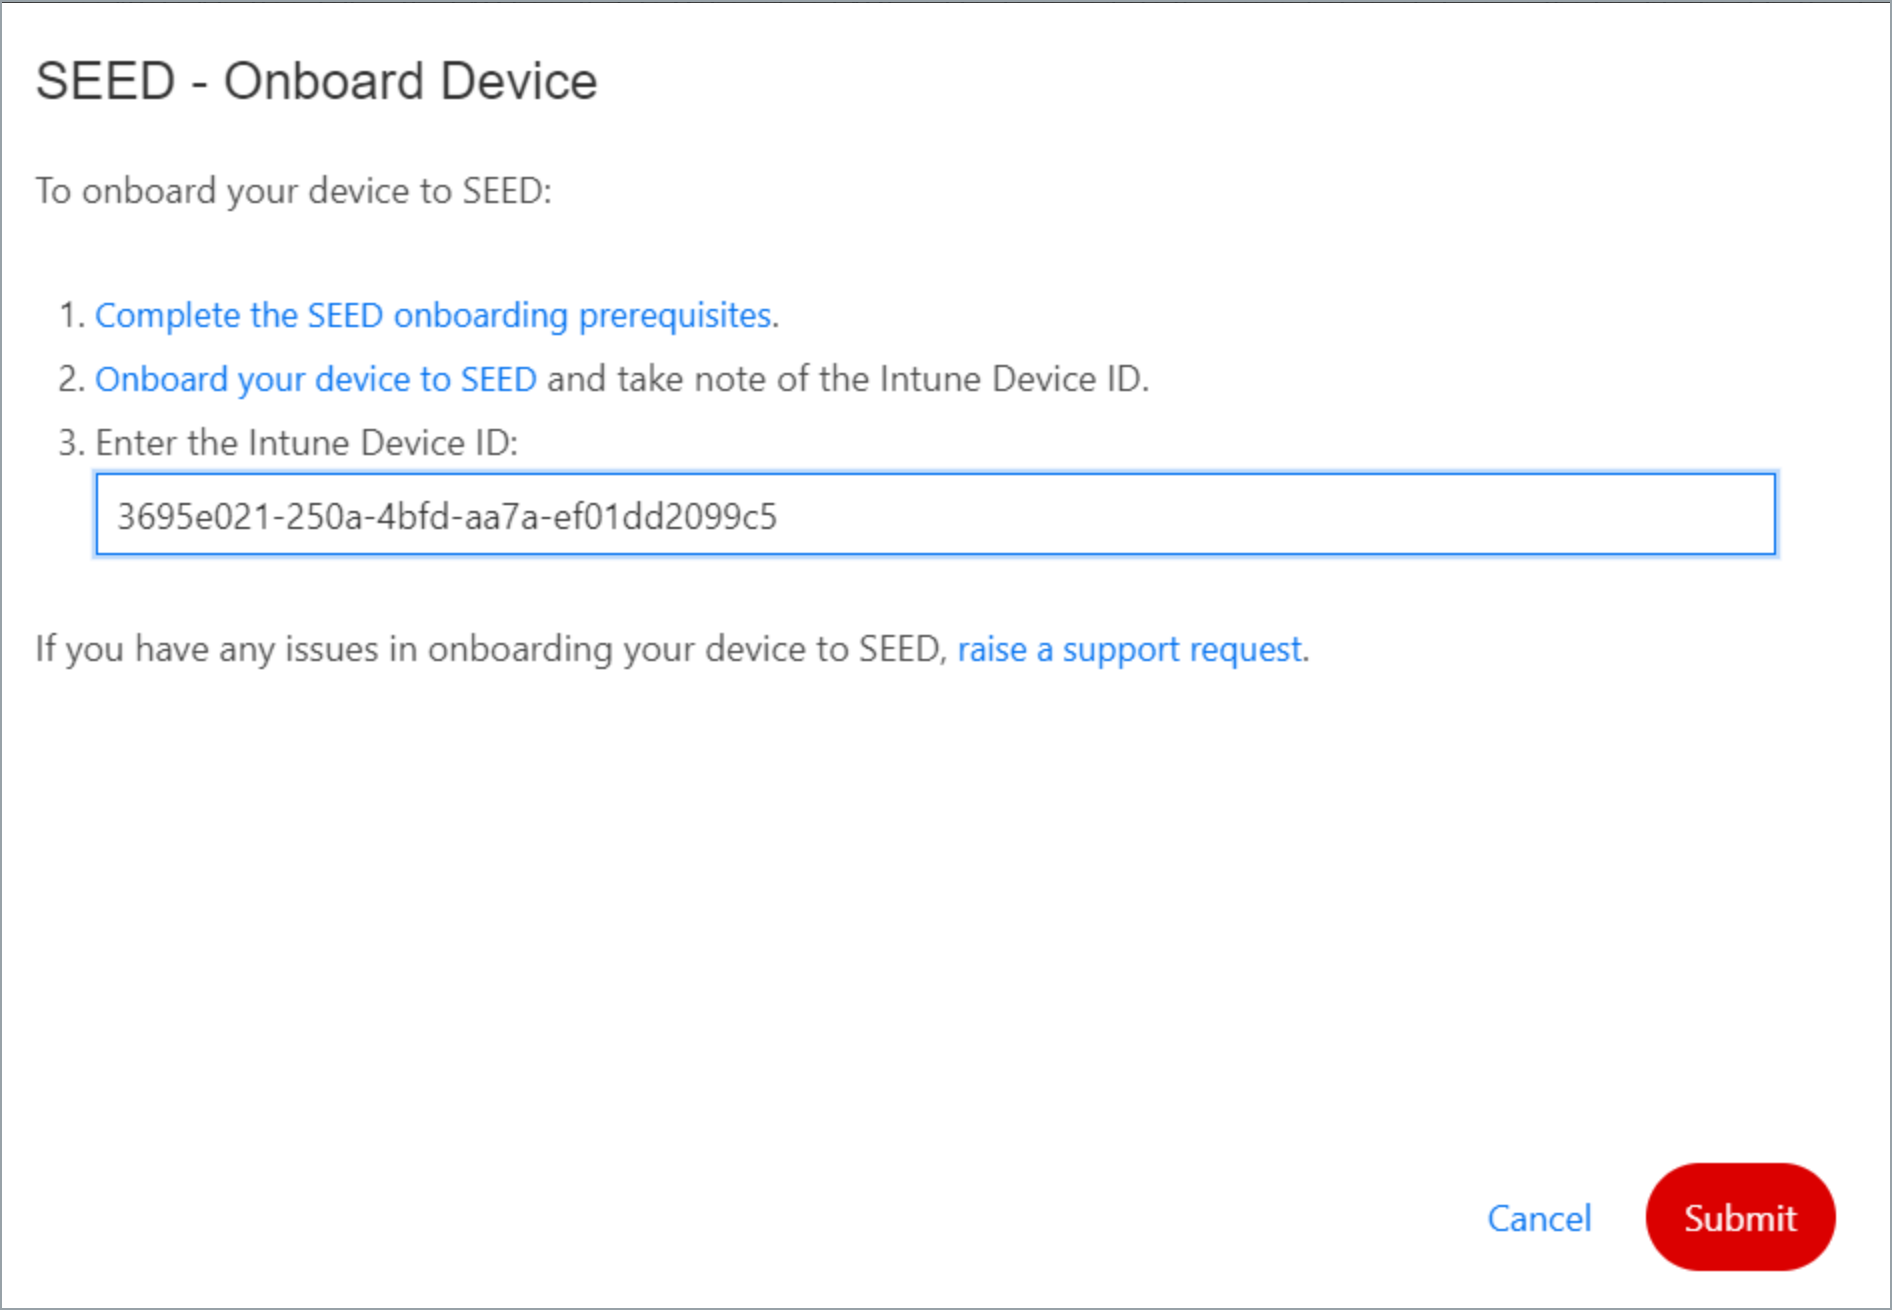 SEED - Onboard Device
To onboard your device to SEED:
1. Complete the SEED onboarding prerequisites.
2. Onboard your device to SEED and take note of the Intune Device ID.
3. Enter the Intune Device ID:
3695e021-250a-4bfd-aa7a-ef01dd2099c5
If you have any issues in onboarding your device to SEED, raise a support request.
Cancel
Submit